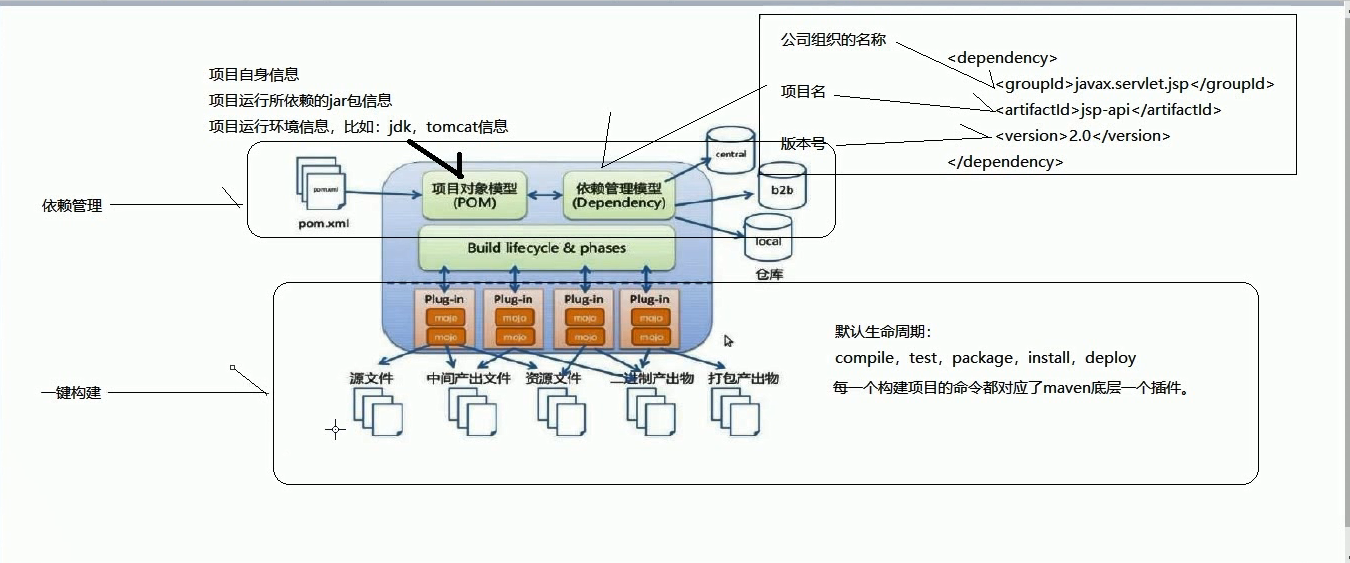 公司组织的名称
<dependency>
项目自身信息
<groupId>javax.servlet.jsp</groupId>
项目运行所依赖的jar包信息
项目名
<artifactId>jsp-api</artifactId>
项目运行环境信息，比如：jdk，tomcat信息
版本号
<version>2.0</version>
</dependency>
central
pom.xml
项目对象模型
(POM)
依赖管理模型
(Dependency)
b2b
依赖管理
pom.xml
local
Build lifecycle & phases
仓库
Plug-in
mojo
mojo
Plug-in
mojo
mojo
Plug-in
mojo
mojo
Plug-in
mojo
mojo
默认生命周期：
compile，test，package，install，deploy
每一个构建项目的命令都对应了maven底层一个插件。
源文件
中间产出文件
资源文件
二进制产出物
打包产出物
一键构建